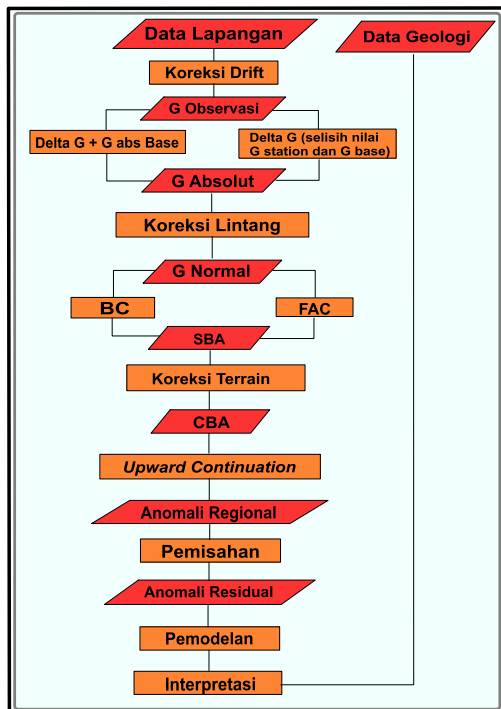 Data Lapangan
Data Geologi
Koreksi Drift
G Observasi
Delta G + G abs Base
Delta G (selisih nilai
G station dan G base)
G Absolut
Koreksi Lintang
G Normal
BC
FAC
SBA
Koreksi Terrain
CBA
Upward Continuation
Anomali Regional
Pemisahan
Anomali Residual
Pemodelan
Interpretasi